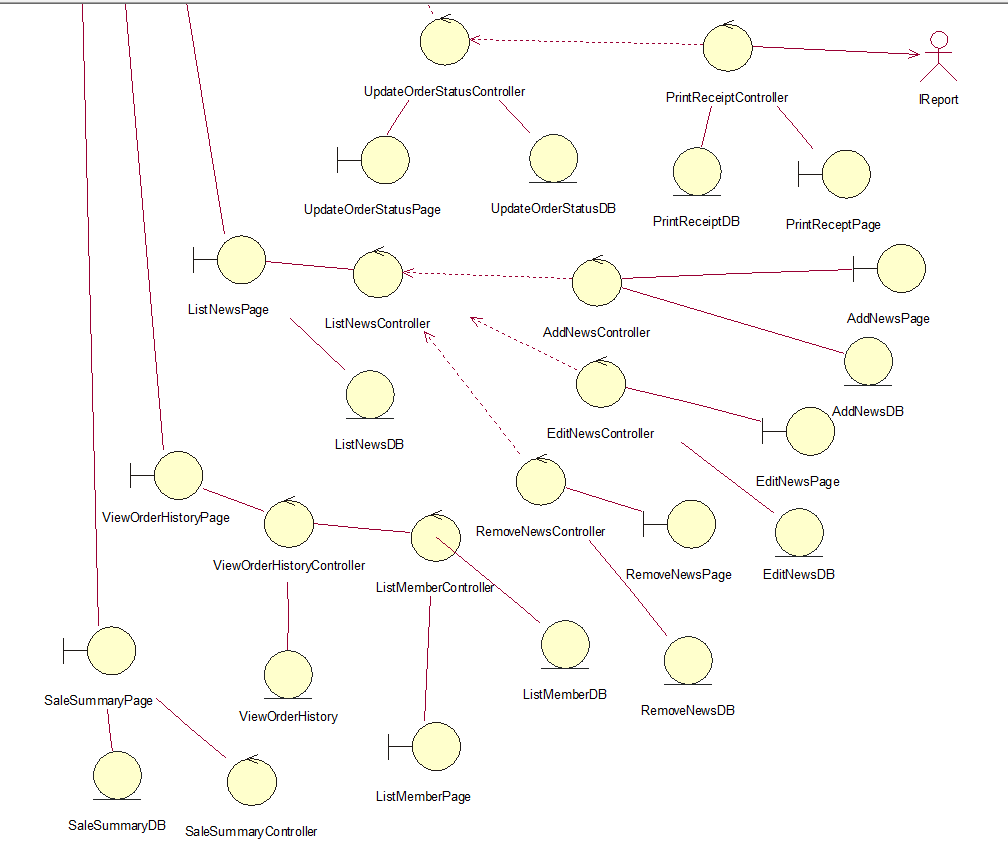 UpdateOrderStatusController
PrintReceiptController
IReport
UpdateOrderStatusPage
UpdateOrderStatusDB
PrintReceiptDB
PrintReceptPage
ListNewsPage
ListNewsController
AddNewsController
AddNewsPage
ListNewsDB
EditNewsController
AddNewsDB
EditNewsPage
ViewOrderHistoryPage
RemoveNewsController
ViewOrderHistoryController
ListMemberController
RemoveNewsPage
EditNewsDB
SaleSummaryPage
ViewOrderHistory
ListMemberDB
RemoveNewsDB
ListMemberPage
SaleSummaryDB
SaleSummaryController